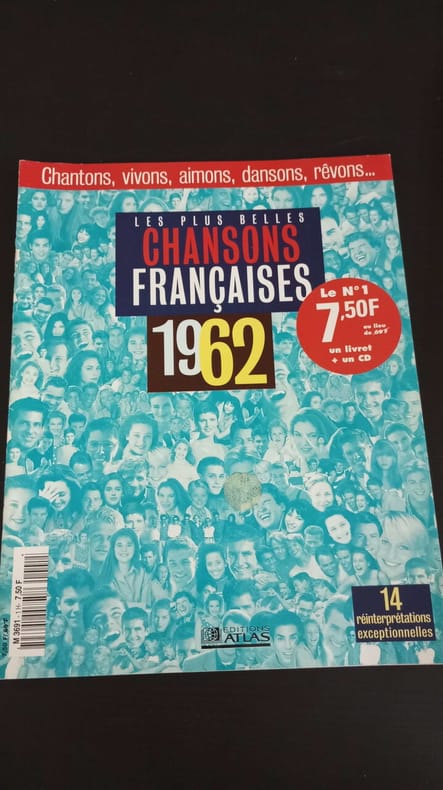 Chantons, vivons, aimons, dansons, rêvons...
LES PLUS BELLES
CHANSONS
FRANÇAISES
1962
Le N° 1
7,50F
au lieu
de
un livret
+ un CD
14
réinterprétations
exceptionnelles
EDITIONS
ATLAS
M 3691 - 1 - 7,50 F